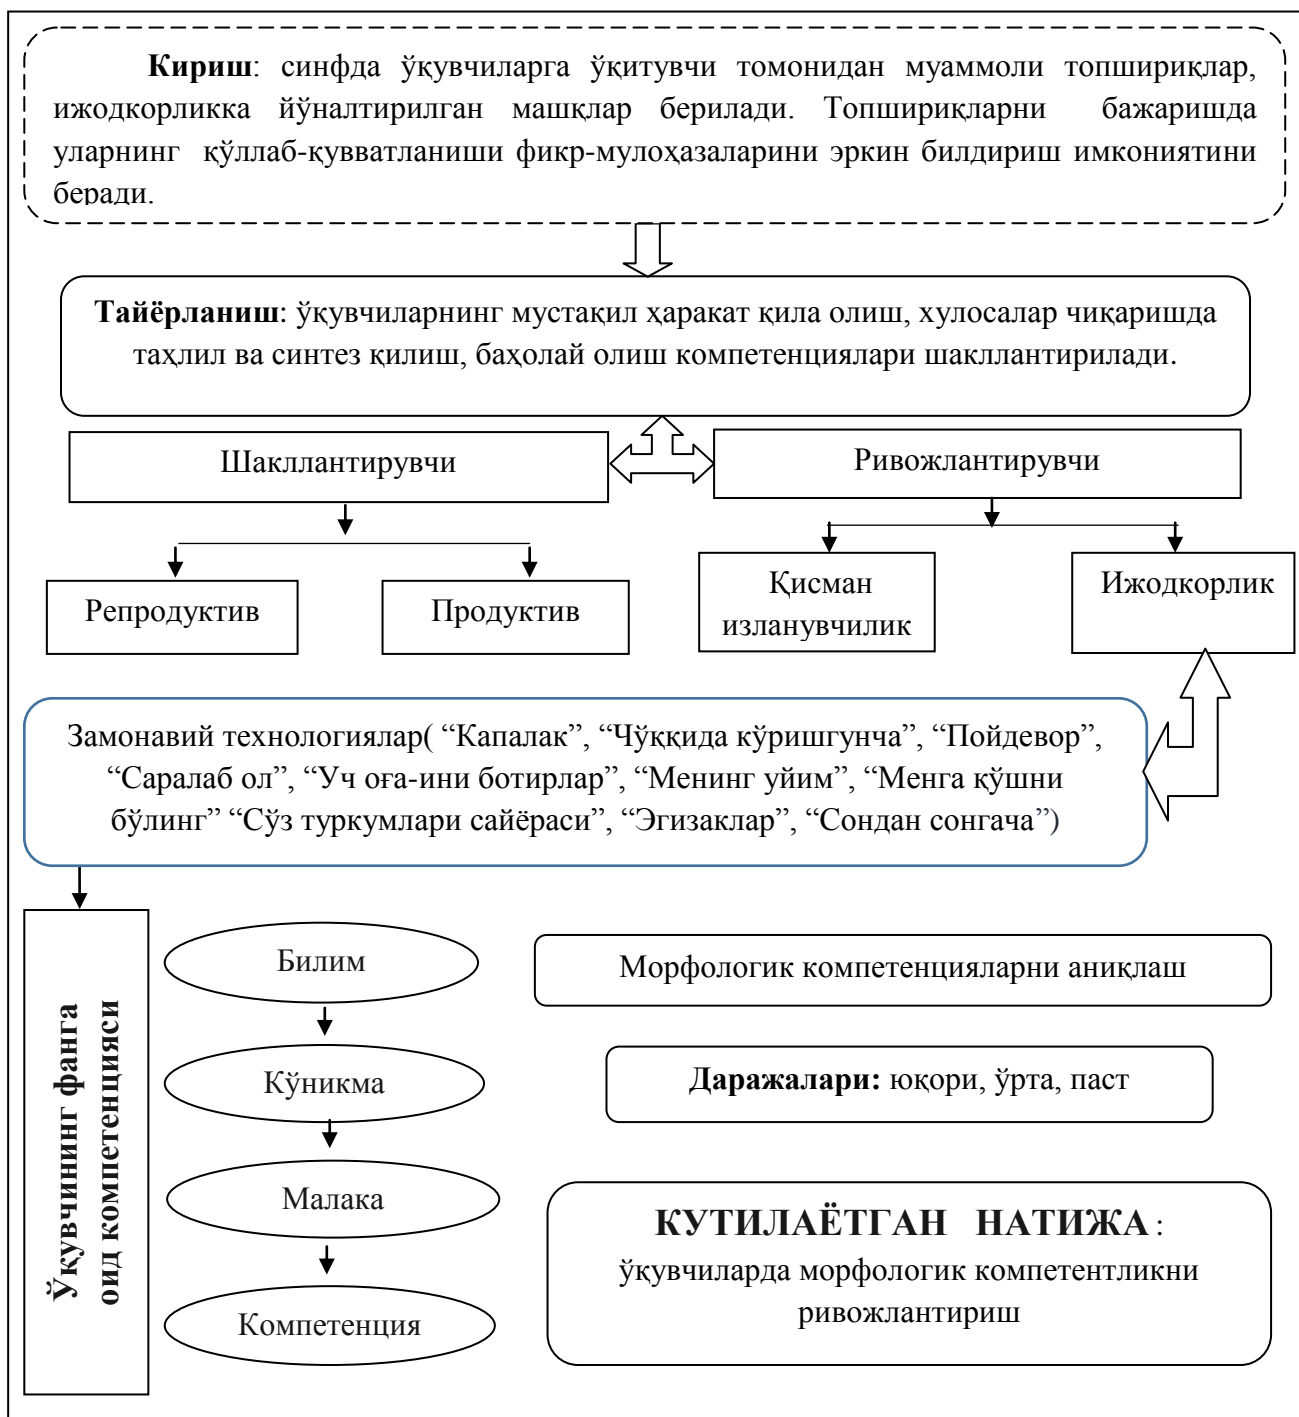 Кириш: синфда ўқувчиларга ўқитувчи томонидан муаммоли топшириқлар,
ижодкорликка йўналтирилган машқлар берилади. Топшириқларни бажаришда
уларнинг қўллаб-қувватланиши фикр-мулоҳазаларини эркин билдириш имкониятини
беради.
Тайёрланиш: ўқувчиларнинг мустақил ҳаракат қила олиш, хулосалар чиқаришда
таҳлил ва синтез қилиш, баҳолай олиш компетенциялари шакллантирилади.
Шакллантирувчи
Ривожлантирувчи
Репродуктив
Продуктив
Қисман
изланувчилик
Ижодкорлик
Замонавий технологиялар( “Капалак”, “Чўққида кўришгунча”, “Пойдевор”,
“Саралаб ол”, “Уч оға-ини ботирлар”, “Менинг уйим”, “Менга қўшни
бўлинг” “Сўз туркумлари сайёраси”, “Эгизаклар”, “Сондан сонгача”)
Ўқувчининг фанга
оид компетенцияси
Билим
Кўникма
Малака
Компетенция
Морфологик компетенцияларни аниқлаш
Даражалари: юқори, ўрта, паст
КУТИЛАЁТГАН НАТИЖА :
ўқувчиларда морфологик компетентликни
ривожлантириш